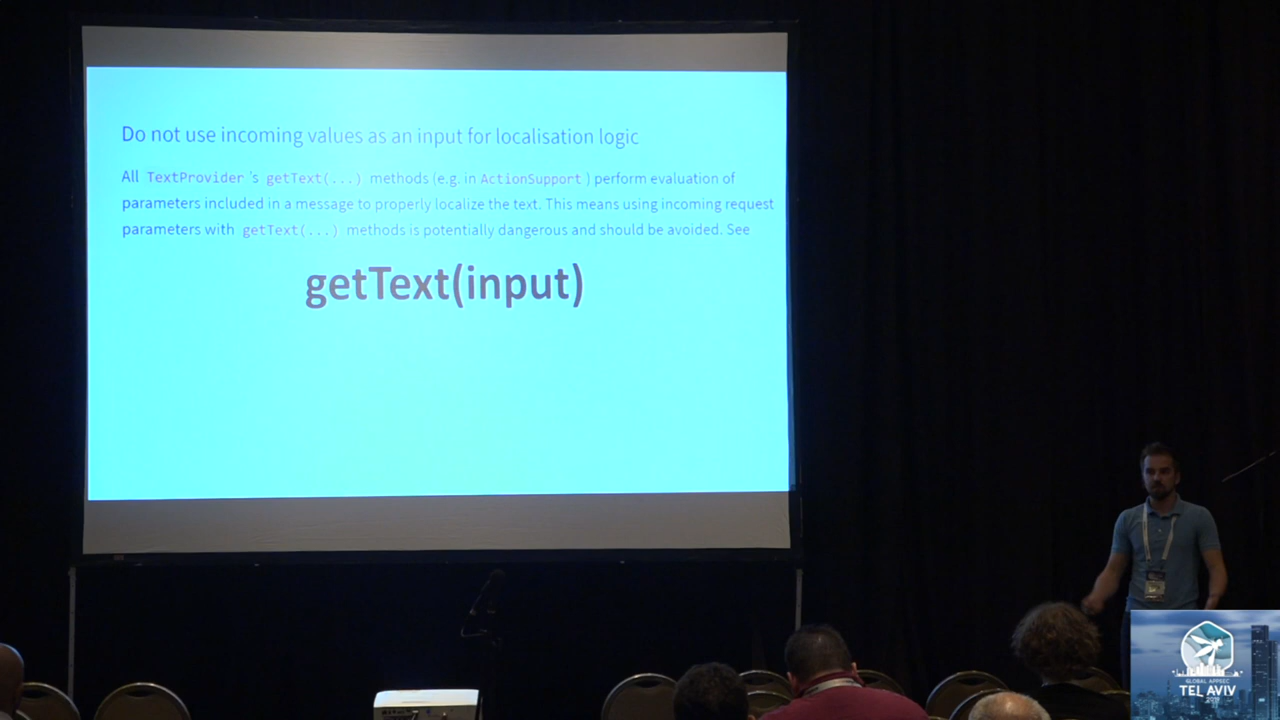 Do not use incoming values as an input for localisation logic
All TextProvider 's getText(...) methods (e.g. in ActionSupport ) perform evaluation of
parameters included in a message to properly localize the text. This means using incoming request
parameters with getText(...) methods is potentially dangerous and should be avoided. See
getText(input)
GLOBAL APPSEC
TEL AVIV